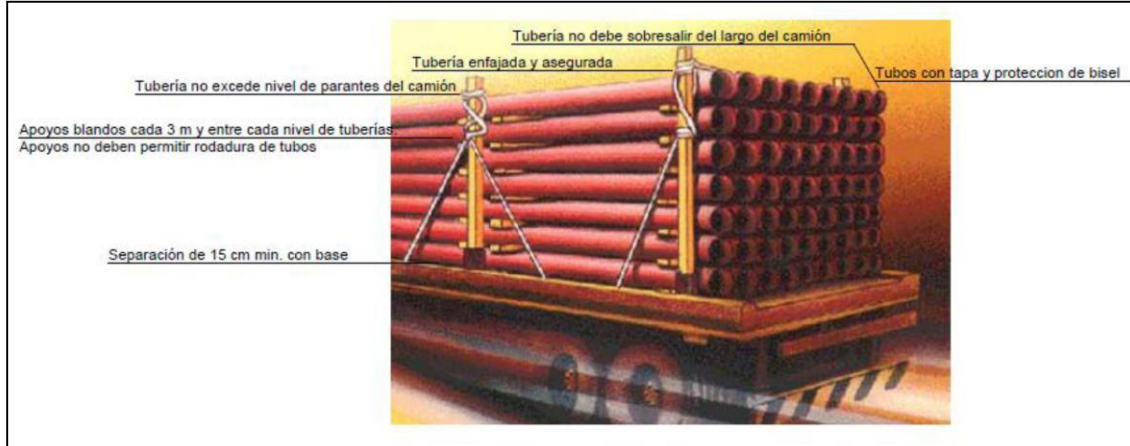 Tubería no debe sobresalir del largo del camión
Tubería enfajada y asegurada
Tubos con tapa y proteccion de bisel
Tubería no excede nivel de parantes del camión
Apoyos blandos cada 3 m y entre cada nivel de tuberías.
Apoyos no deben permitir rodadura de tubos
Separación de 15 cm min. con base